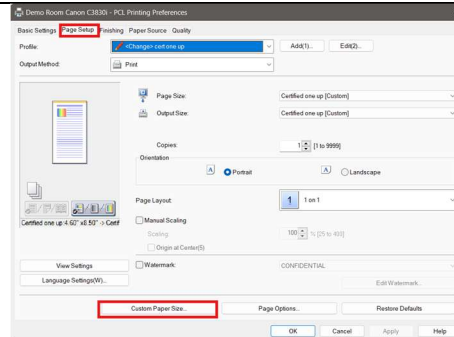 Demo Room Canon C3830i - PCL Printing Preferences
Basic Settings Page Setup Finishing Paper Source Quality
Profile: <Change> cert one up Add(1)... Edit(2)...
Output Method: Print
Page Size: Certified one up [Custom]
Output Size: Certified one up [Custom]
Copies: 1 [1 to 9999]
Orientation
A Portrait A Landscape
Page Layout: 1 1 on 1
Manual Scaling
Scaling: 100 % [25 to 400]
Origin at Center(5)
Certified one up:4.60" x8.50" -> Certif
View Settings Watermark: CONFIDENTIAL
Language Settings(W)... Edit Watermark...
Custom Paper Size... Page Options... Restore Defaults
OK Cancel Apply Help